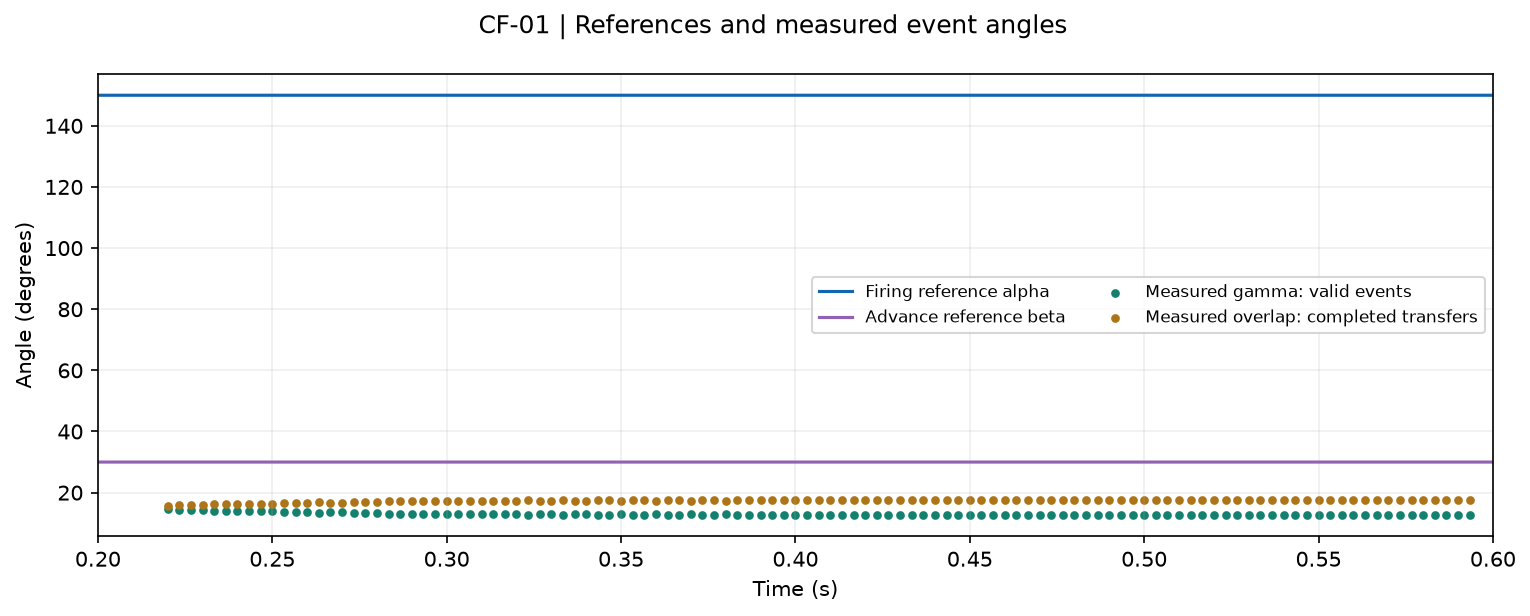 CF-01 | References and measured event angles
Angle (degrees)
140
120
100
80
60
40
20
Firing reference alpha
Advance reference beta
Measured gamma: valid events
Measured overlap: completed transfers
0.20 0.25 0.30 0.35 0.40 0.45 0.50 0.55 0.60
Time (s)